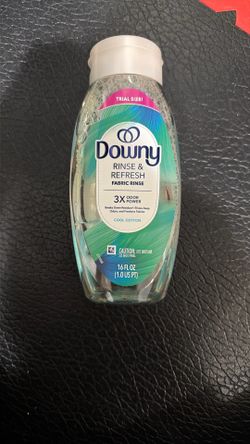 TRIAL SIZE!
Downy
RINSE &
REFRESH
FABRIC RINSE
3X ODOR
POWER
COOL COTTON
CAUTION:
16 FL OZ
(1.0 US PT)